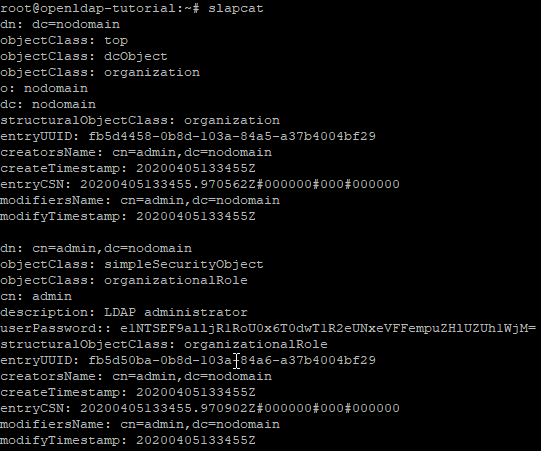 root@openldap-tutorial:~# slapcat
dn: dc=nodomain
objectClass: top
objectClass: dcObject
objectClass: organization
o: nodomain
dc: nodomain
structuralObjectClass: organization
entryUUID: fb5d4458-0b8d-103a-84a5-a37b4004bf29
creatorsName: cn=admin,dc=nodomain
createTimestamp: 20200405133455Z
entryCSN: 20200405133455.970562Z#000000#000#000000
modifiersName: cn=admin,dc=nodomain
modifyTimestamp: 20200405133455Z
dn: cn=admin,dc=nodomain
objectClass: simpleSecurityObject
objectClass: organizationalRole
cn: admin
description: LDAP administrator
userPassword::
structuralObjectClass: organizationalRole
entryUUID: fb5d50ba-0b8d-103a-84a6-a37b4004bf29
creatorsName: cn=admin,dc=nodomain
createTimestamp: 20200405133455Z
entryCSN: 20200405133455.970902Z#000000#000#000000
modifiersName: cn=admin,dc=nodomain
modifyTimestamp: 20200405133455Z